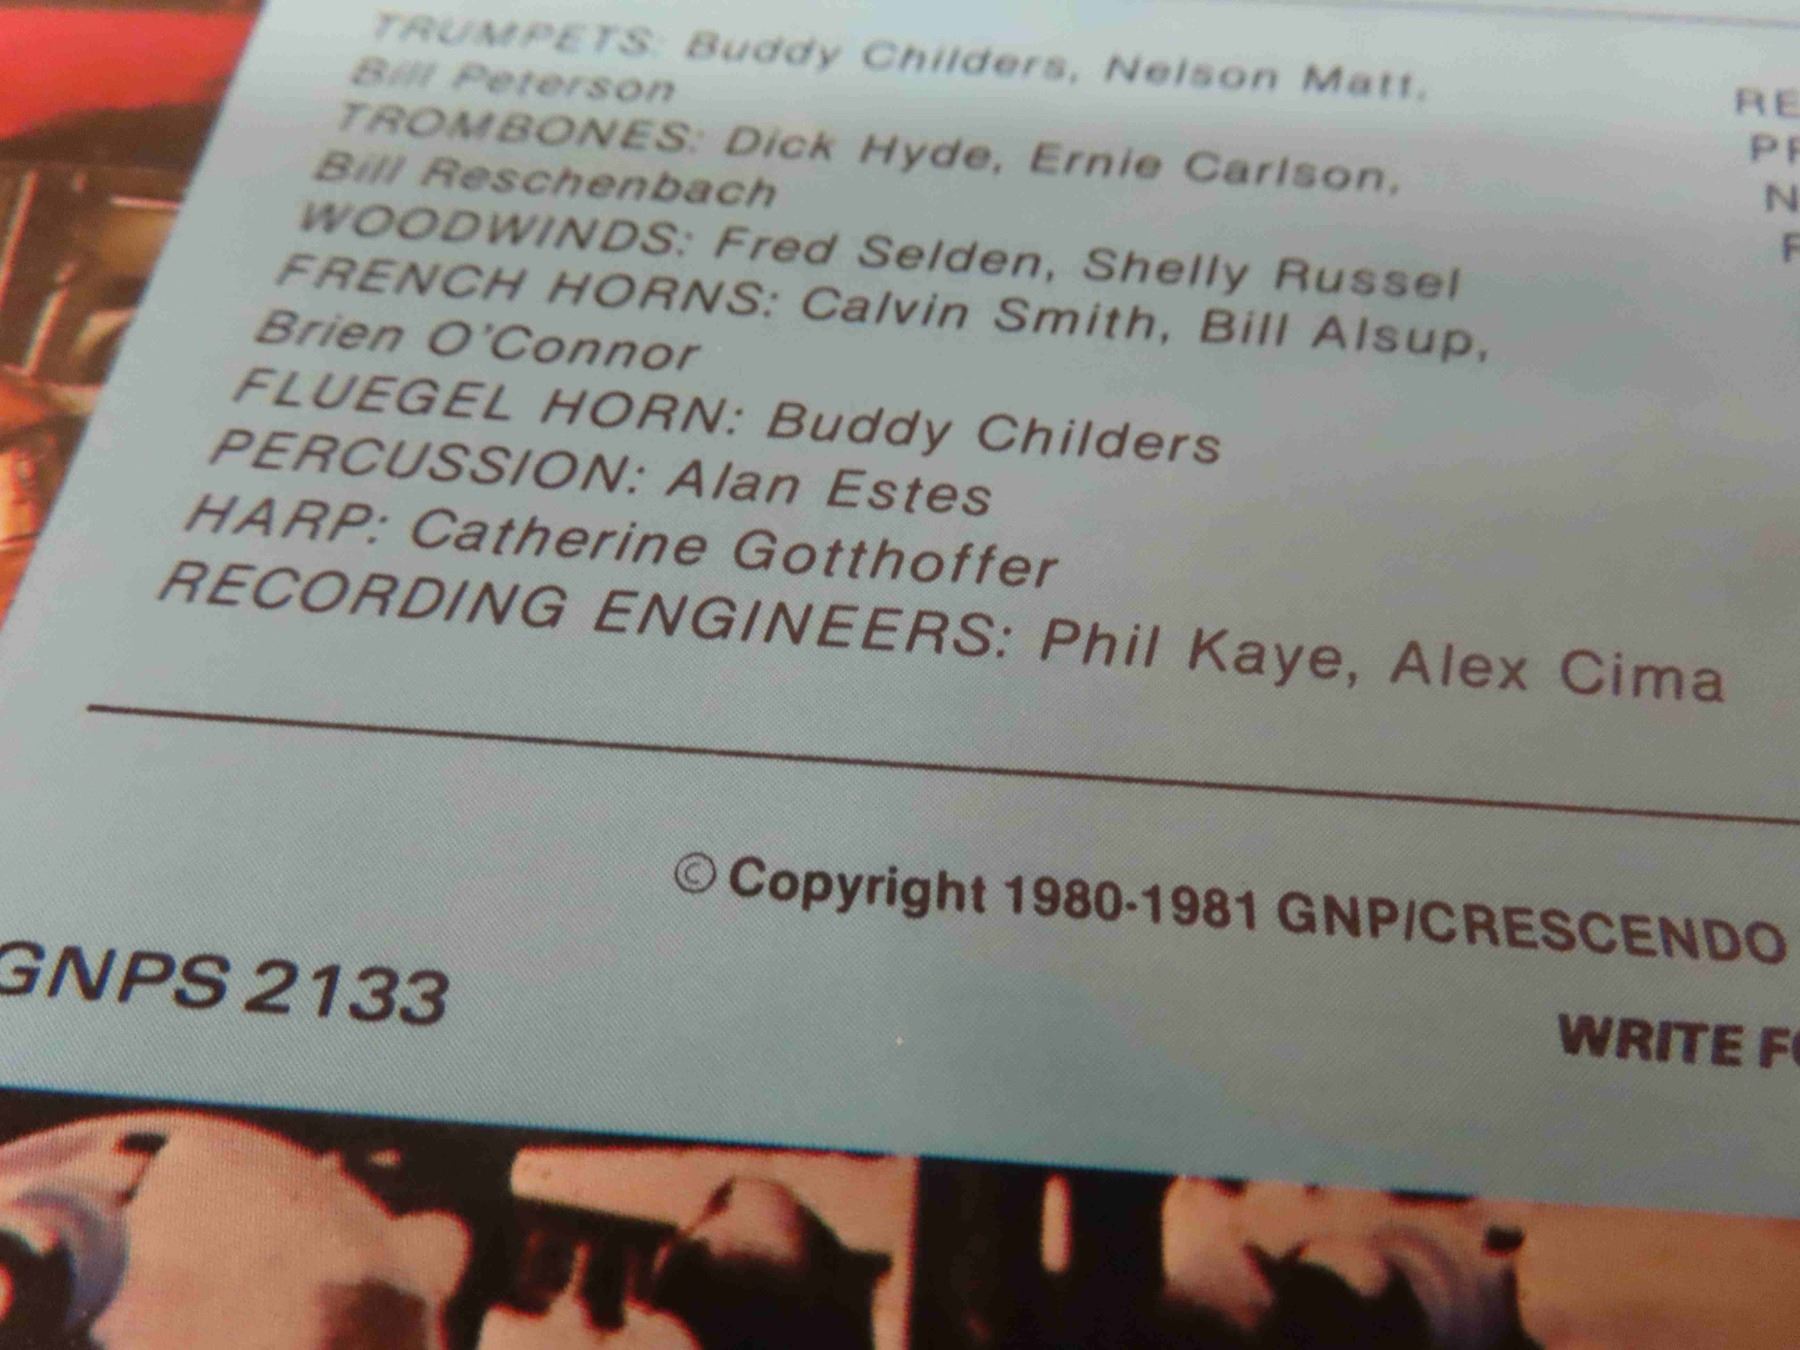 TRUMPETS: Buddy Childers, Nelson Matt,
Bill Peterson
TROMBONES: Dick Hyde, Ernie Carlson,
Bill Reschenbach
WOODWINDS: Fred Selden, Shelly Russel
FRENCH HORNS: Calvin Smith, Bill Alsup,
Brien O'Connor
FLUEGEL HORN: Buddy Childers
PERCUSSION: Alan Estes
HARP: Catherine Gotthoffer
RECORDING ENGINEERS: Phil Kaye, Alex Cima
© Copyright 1980-1981 GNP/CRESCENDO
GNPS 2133
WRITE